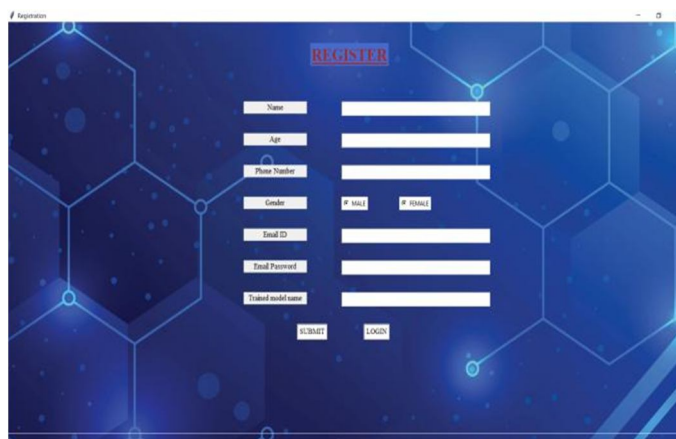 Registration
REGISTER
Name
Age
Phone Number
Gender
MALE FEMALE
Email ID
Email Password
Trained model name
SUBMIT LOGIN